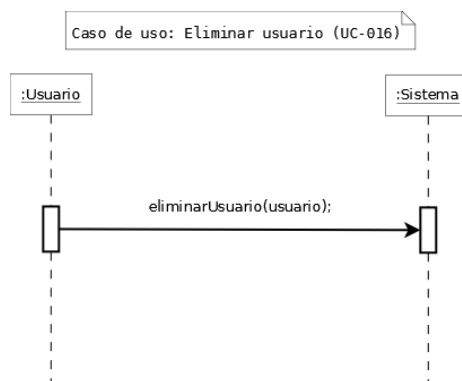 Caso de uso: Eliminar usuario (UC-016)
:Usuario
:Sistema
eliminarUsuario(usuario);